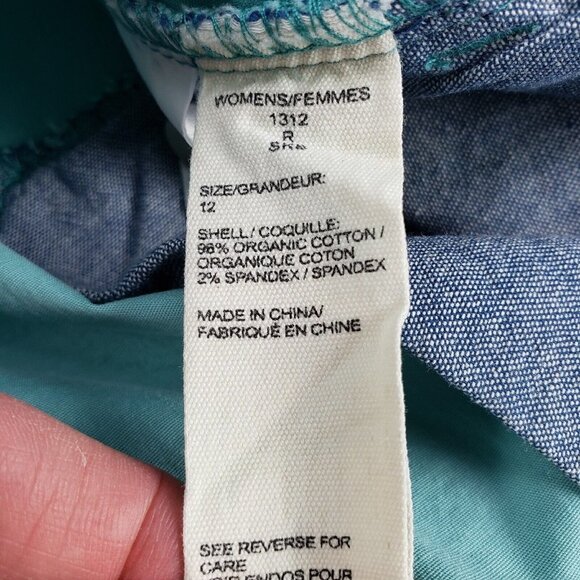 WOMENS/FEMMES
1312
R
SIZE/GRANDEUR:
12
SHELL / COQUILLE:
98% ORGANIC COTTON /
ORGANIQUE COTON
2% SPANDEX / SPANDEX
MADE IN CHINA/
FABRIQUÉ EN CHINE
SEE REVERSE FOR
CARE
POUR